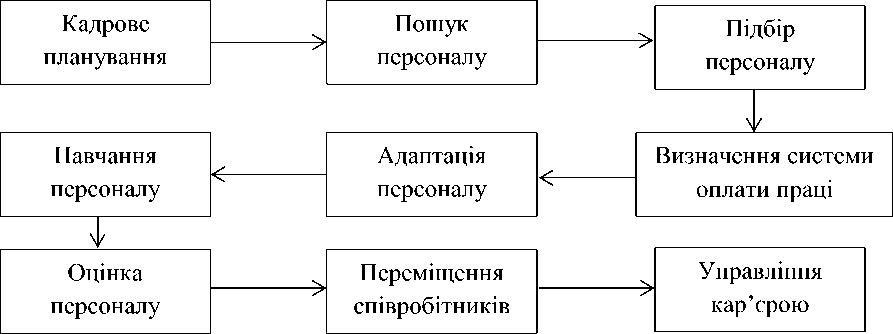 Кадрове
планування
Пошук
персоналу
Підбір
персоналу
Визначення системи
оплати праці
Адаптація
персоналу
Навчання
персоналу
Оцінка
персоналу
Переміщення
співробітників
Управління
кар’єрою